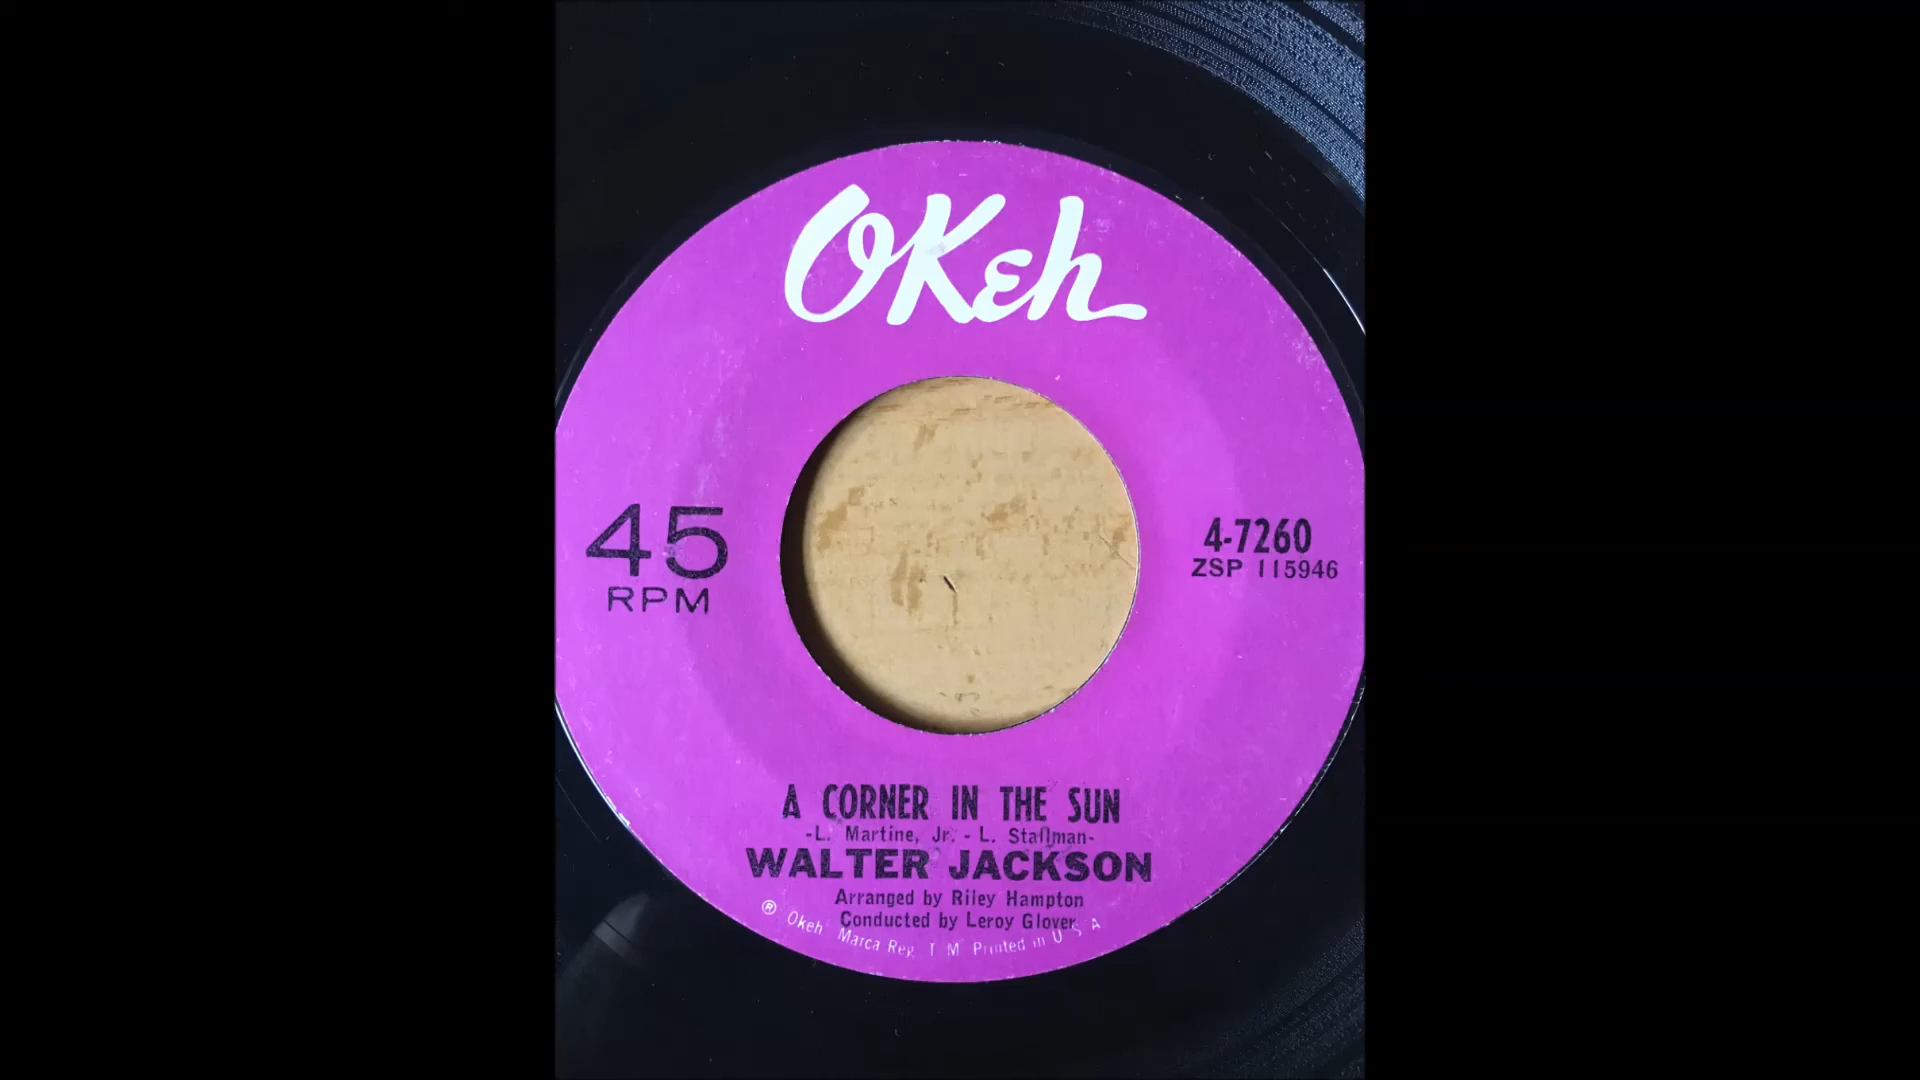 OKeh
45
RPM
4-7260
ZSP 115946
A CORNER IN THE SUN
-L. Martine, Jr. - L. Stallman-
WALTER JACKSON
Arranged by Riley Hampton
Conducted by Leroy Glover
® Okeh Marca Reg. T M Printed in U S A